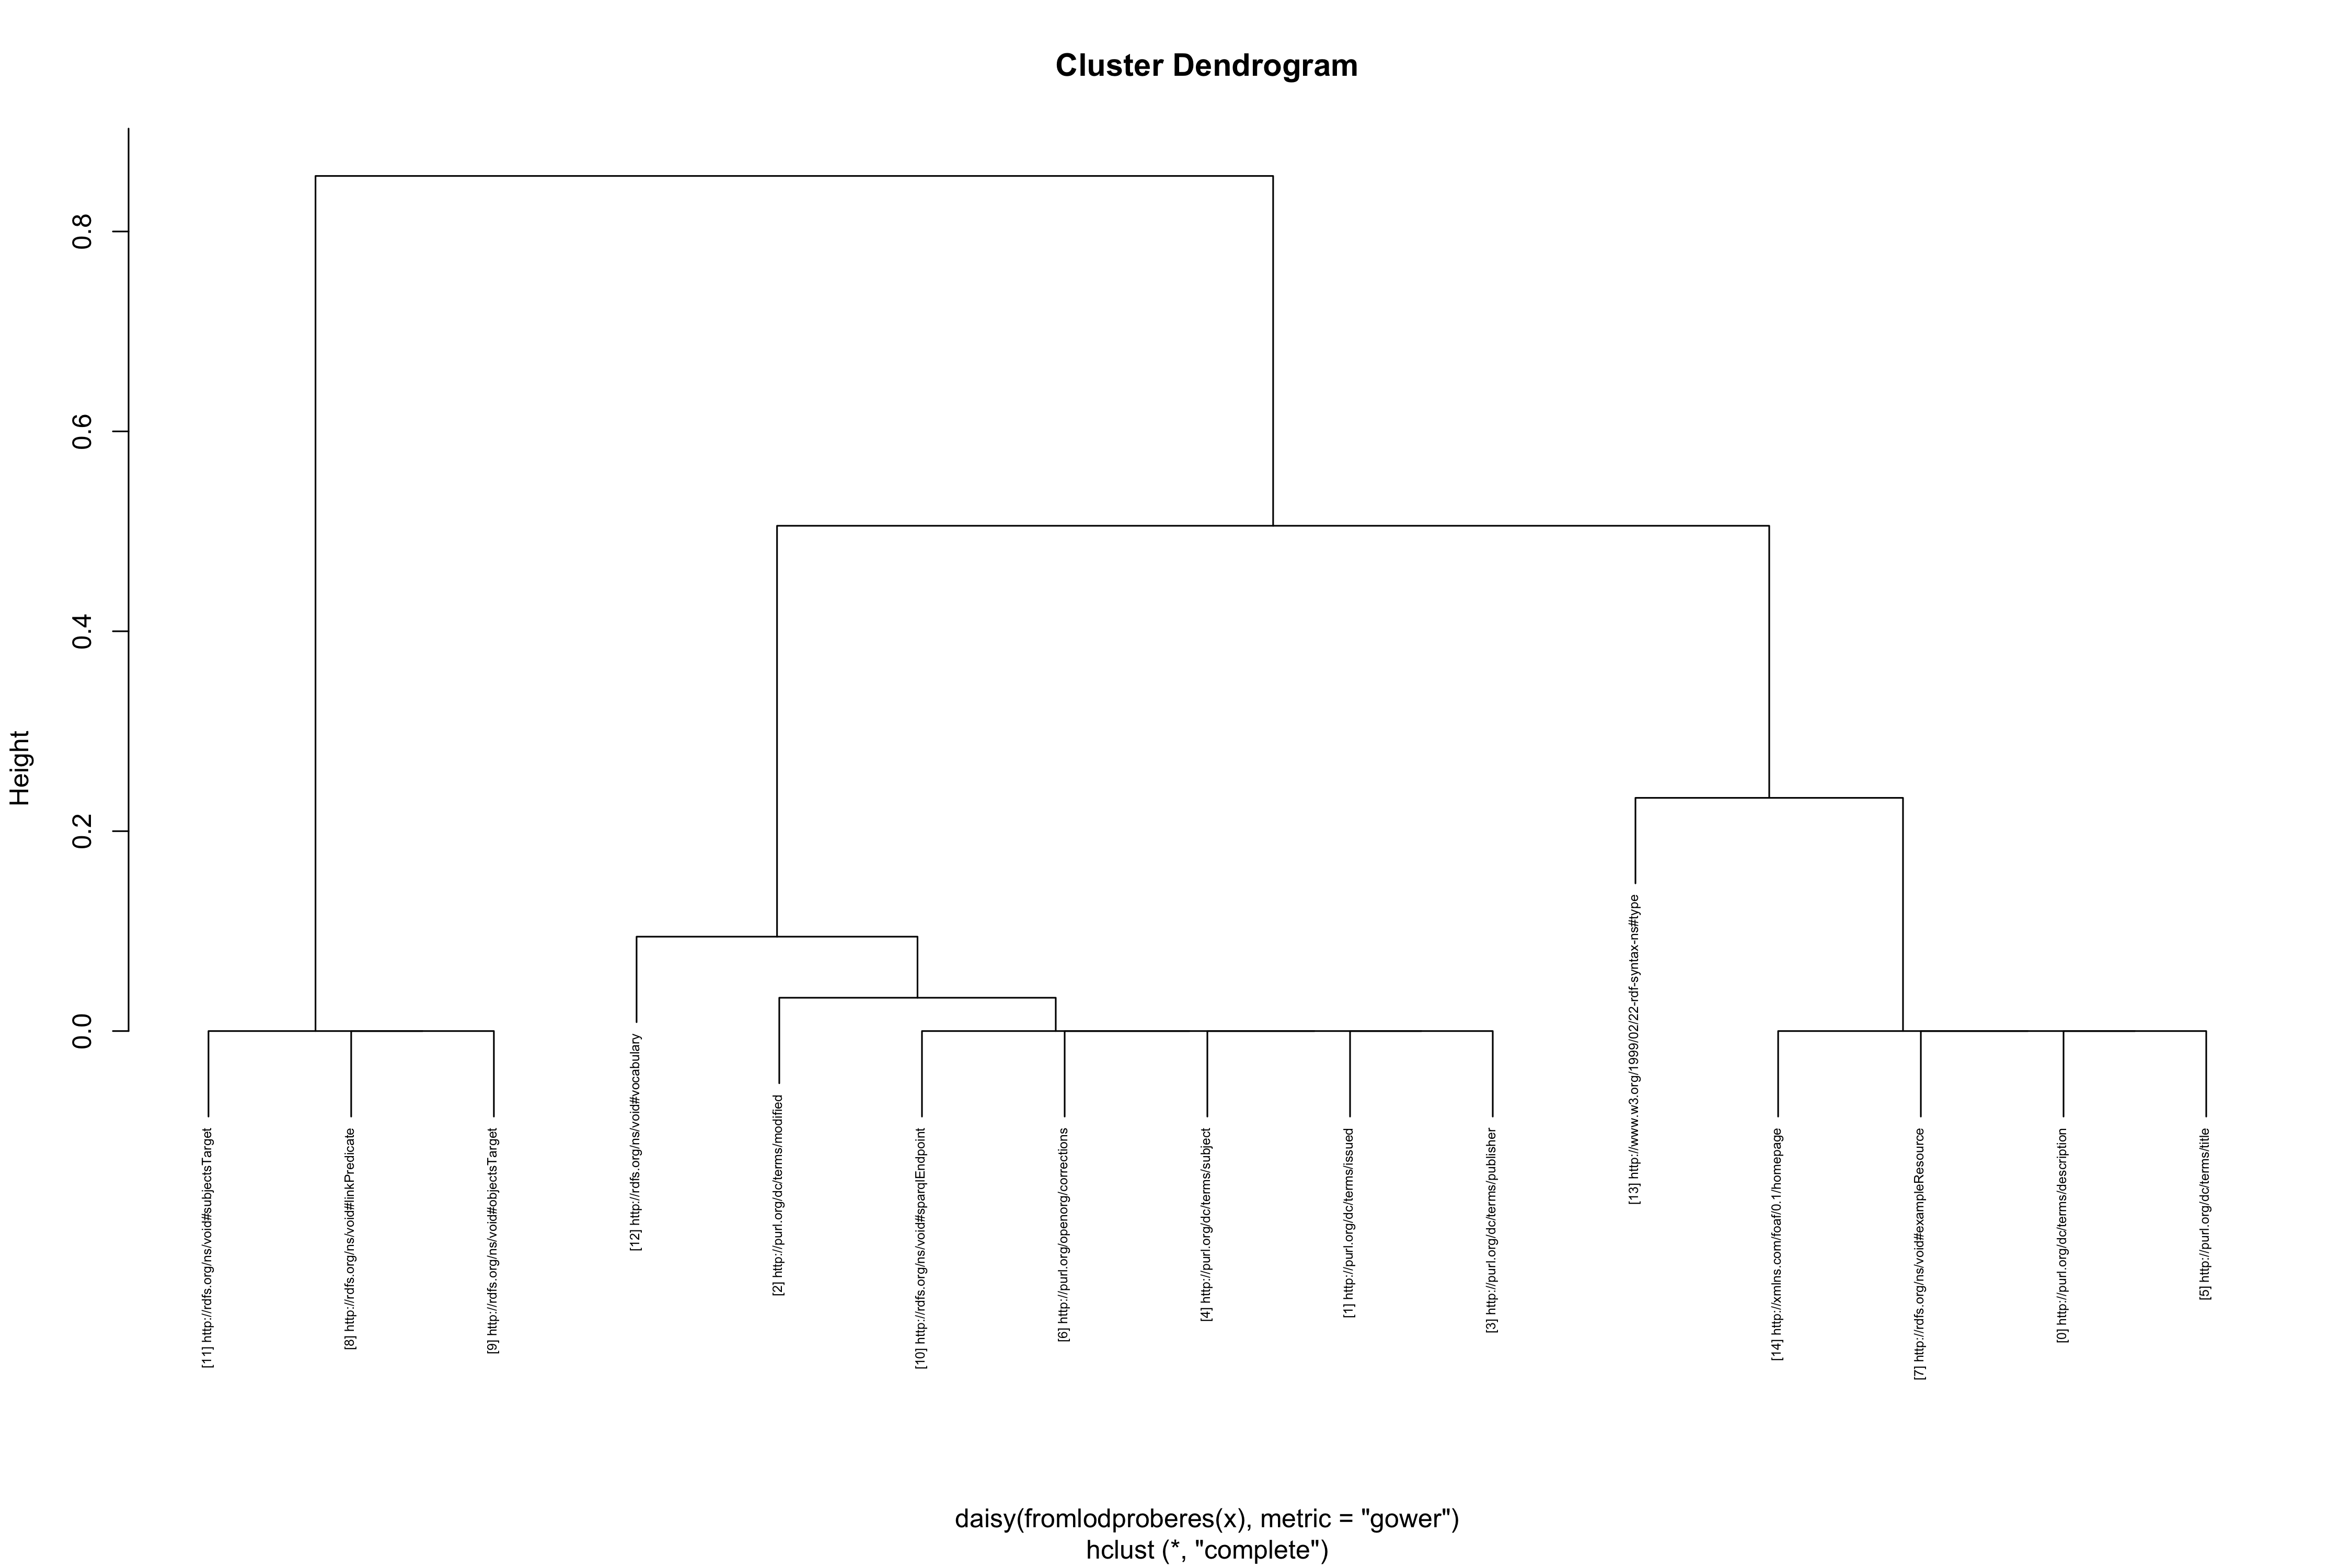 Cluster Dendrogram
Height
0.0
0.2
0.4
0.6
0.8
[11] http://rdfs.org/ns/void#subjectsTarget
[8] http://rdfs.org/ns/void#linkPredicate
[9] http://rdfs.org/ns/void#objectsTarget
[12] http://rdfs.org/ns/void#vocabulary
[2] http://purl.org/dc/terms/modified
[10] http://rdfs.org/ns/void#sparqlEndpoint
[6] http://purl.org/openorg/corrections
[4] http://purl.org/dc/terms/subject
[1] http://purl.org/dc/terms/issued
[3] http://purl.org/dc/terms/publisher
[13] http://www.w3.org/1999/02/22-rdf-syntax-ns#type
[14] http://xmlns.com/foaf/0.1/homepage
[7] http://rdfs.org/ns/void#exampleResource
[0] http://purl.org/dc/terms/description
[5] http://purl.org/dc/terms/title
daisy(fromlodproberes(x), metric = "gower")
hclust (*, "complete")